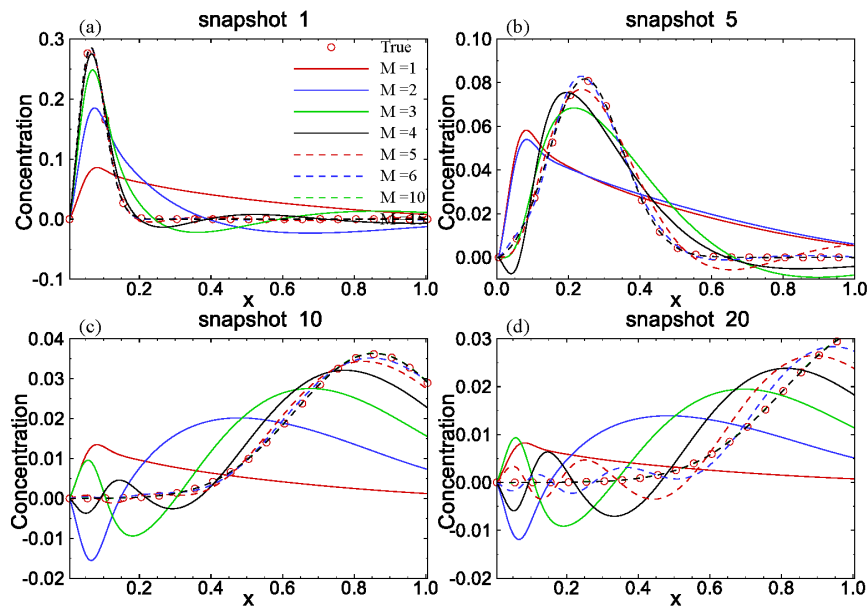 snapshot 1
(a)
True
M =1
M =2
M =3
M =4
M =5
M =6
M =10
Concentration
0.3
0.2
0.1
0.0
-0.1
0.2 0.4 0.6 0.8 1.0
x
snapshot 5
(b)
Concentration
0.10
0.08
0.06
0.04
0.02
0.00
0.0 0.2 0.4 0.6 0.8 1.0
x
snapshot 10
(c)
Concentration
0.04
0.03
0.02
0.01
0.00
-0.01
-0.02
0.2 0.4 0.6 0.8 1.0
x
snapshot 20
(d)
Concentration
0.03
0.02
0.01
0.00
-0.01
-0.02
0.2 0.4 0.6 0.8 1.0
x